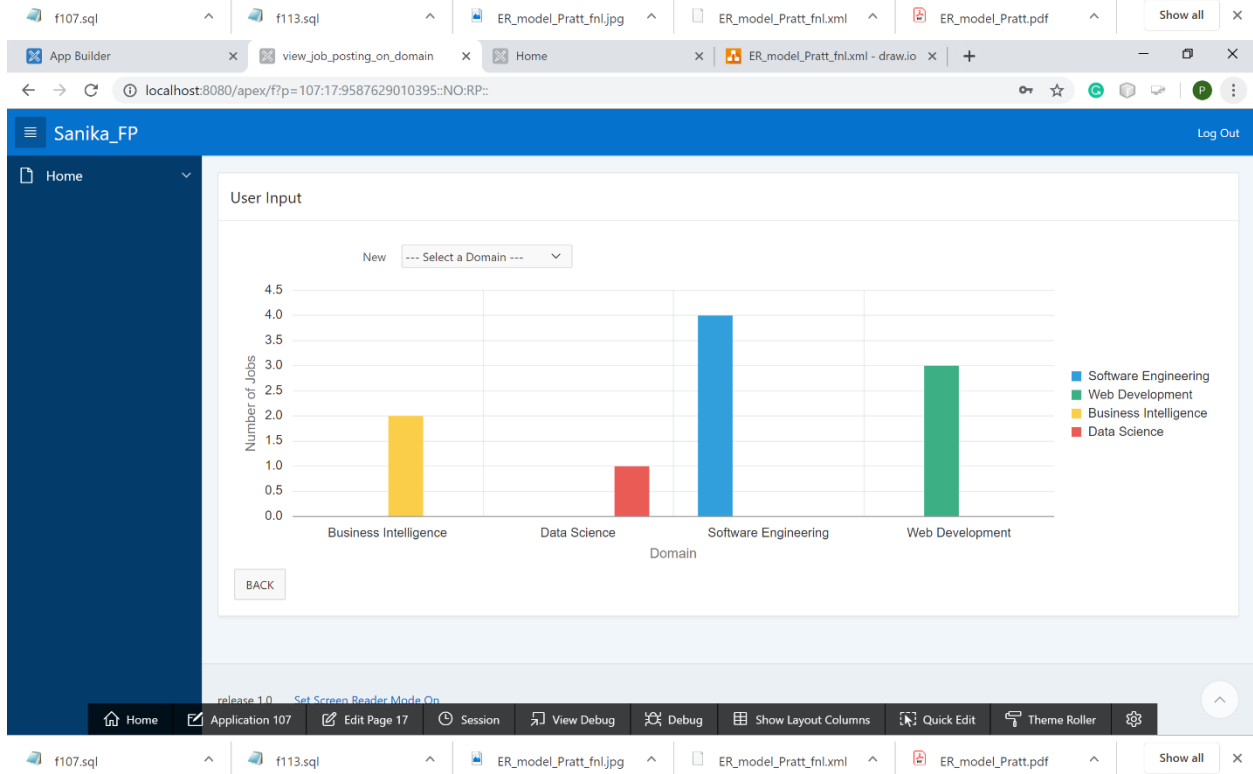 f107.sql f113.sql ER_model_Pratt_fnl.jpg ER_model_Pratt_fnl.xml ER_model_Pratt.pdf Show all
App Builder view_job_posting_on_domain Home ER_model_Pratt_fnl.xml - draw.io
localhost:8080/apex/f?p=107:17:9587629010395::NO:RP::
Sanika_FP Log Out
Home
User Input
New --- Select a Domain ---
4.5
4.0
3.5
3.0
2.5
2.0
1.5
1.0
0.5
0.0
Number of Jobs
Business Intelligence Data Science Software Engineering Web Development
Domain
Software Engineering
Web Development
Business Intelligence
Data Science
BACK
release 1.0 Set Screen Reader Mode On
Home Application 107 Edit Page 17 Session View Debug Debug Show Layout Columns Quick Edit Theme Roller
f107.sql f113.sql ER_model_Pratt_fnl.jpg ER_model_Pratt_fnl.xml ER_model_Pratt.pdf Show all